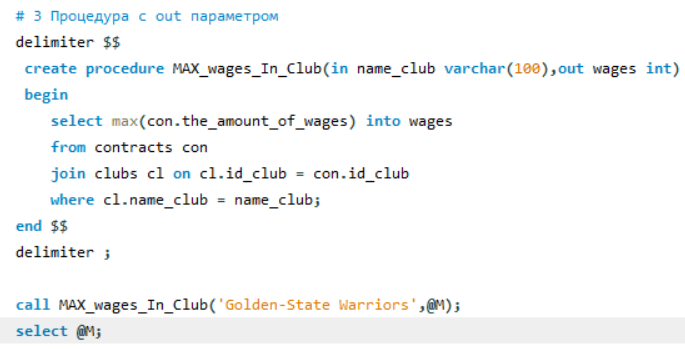 # 3 Процедура с out параметром
delimiter $$
create procedure MAX_wages_In_Club(in name_club varchar(100),out wages int)
begin
select max(con.the_amount_of_wages) into wages
from contracts con
join clubs cl on cl.id_club = con.id_club
where cl.name_club = name_club;
end $$
delimiter ;
call MAX_wages_In_Club('Golden-State Warriors',@M);
select @M;